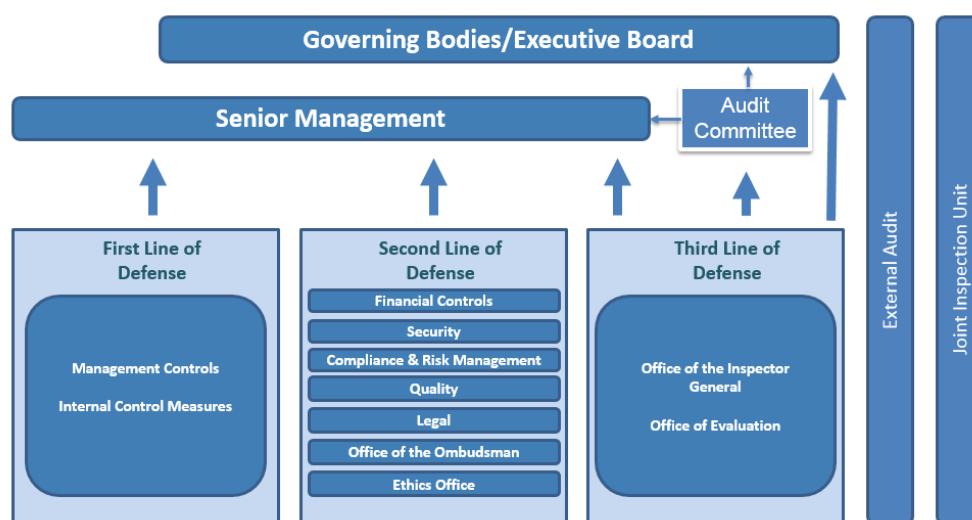 Governing Bodies/Executive Board
Senior Management
Audit
Committee
First Line of
Defense
Management Controls
Internal Control Measures
Second Line of
Defense
Financial Controls
Security
Compliance & Risk Management
Quality
Legal
Office of the Ombudsman
Ethics Office
Third Line of
Defense
Office of the Inspector
General
Office of Evaluation
External Audit
Joint Inspection Unit